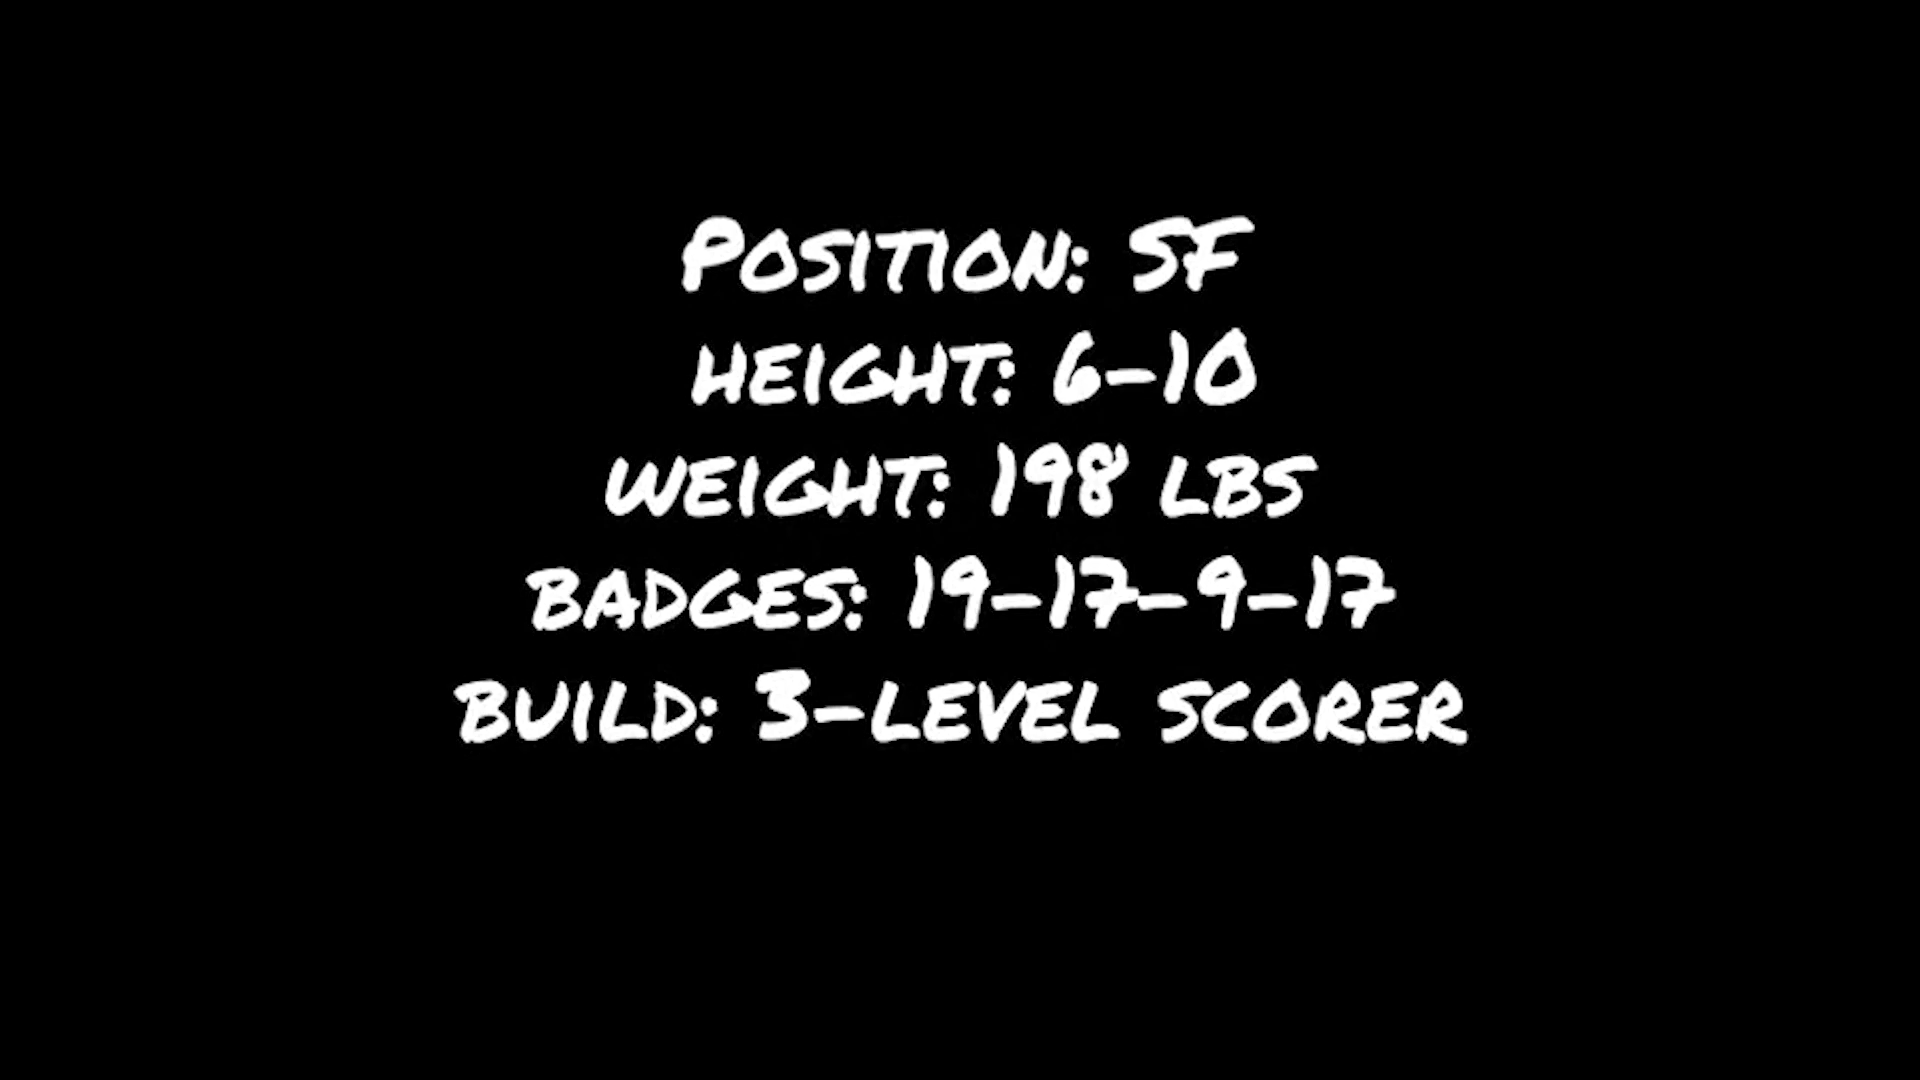 Position: SF
Height: 6-10
Weight: 198 lbs
Badges: 19-17-9-17
Build: 3-level scorer